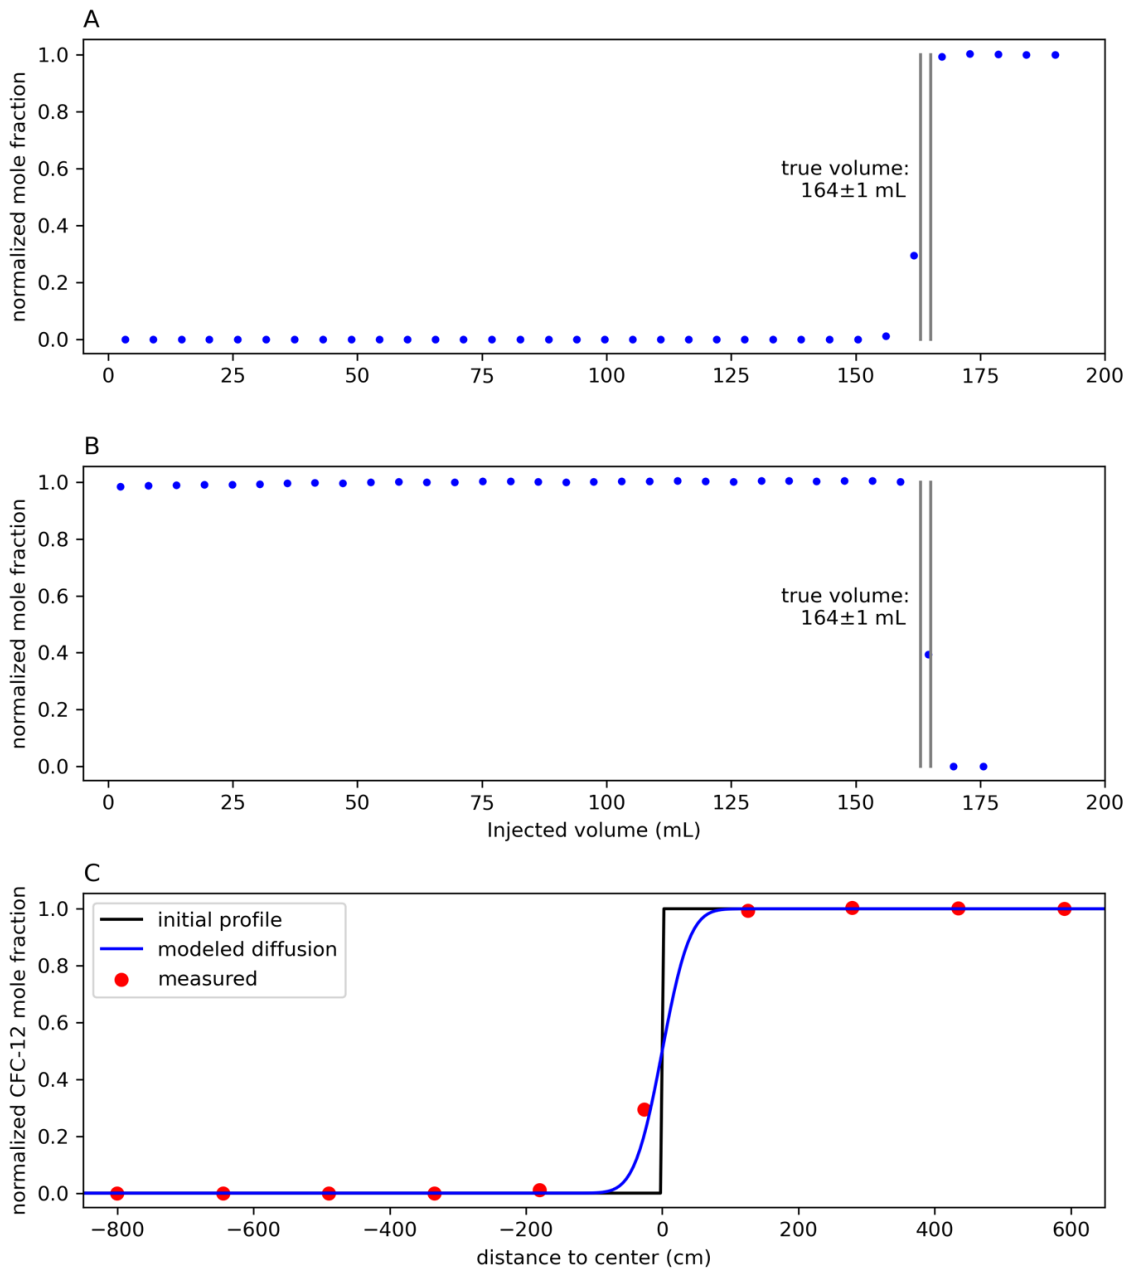 A
normalized mole fraction
1.0
0.8
0.6
0.4
0.2
0.0
true volume:
164±1 mL
0 25 50 75 100 125 150 175 200
B
normalized mole fraction
1.0
0.8
0.6
0.4
0.2
0.0
true volume:
164±1 mL
0 25 50 75 100 125 150 175 200
Injected volume (mL)
C
normalized CFC-12 mole fraction
1.0
0.8
0.6
0.4
0.2
0.0
initial profile
modeled diffusion
measured
−800 −600 −400 −200 0 200 400 600
distance to center (cm)